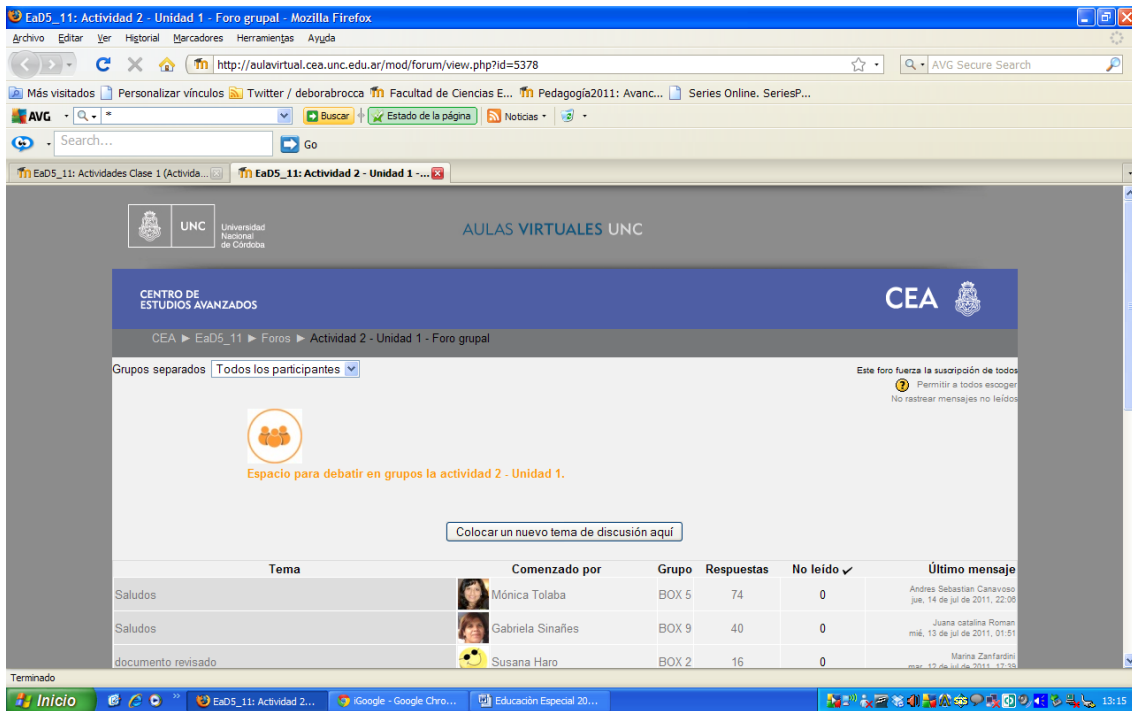 EaD5_11: Actividad 2 - Unidad 1 - Foro grupal - Mozilla Firefox
Archivo Editar Ver Historial Marcadores Herramientas Ayuda
http://aulavirtual.cea.unc.edu.ar/mod/forum/view.php?id=5378
AVG Secure Search
Más visitados Personalizar vínculos Twitter / deborabrocca Facultad de Ciencias E... Pedagogía2011: Avanc... Series Online. SeriesP...
AVG * Buscar Estado de la página Noticias
Search... Go
EaD5_11: Actividades Clase 1 (Activida... EaD5_11: Actividad 2 - Unidad 1 -...
UNC Universidad Nacional de Córdoba
AULAS VIRTUALES UNC
CENTRO DE
ESTUDIOS AVANZADOS
CEA
CEA ► EaD5_11 ► Foros ► Actividad 2 - Unidad 1 - Foro grupal
Grupos separados Todos los participantes
Este foro fuerza la suscripción de todos
? Permitir a todos escoger
No rastrear mensajes no leídos
Espacio para debatir en grupos la actividad 2 - Unidad 1.
Colocar un nuevo tema de discusión aquí
Tema Comenzado por Grupo Respuestas No leído ✓ Último mensaje
Saludos Mónica Tolaba BOX 5 74 0 Andres Sebastian Canavoso
jue, 14 de jul de 2011, 22:06
Saludos Gabriela Sinañes BOX 9 40 0 Juana catalina Roman
mié, 13 de jul de 2011, 01:51
documento revisado Susana Haro BOX 2 16 0 Marina Zanfardini
mar, 12 de jul de 2011, 17:39
Terminado
Inicio EaD5_11: Actividad 2... iGoogle - Google Chro... Educación Especial 20... 13:15